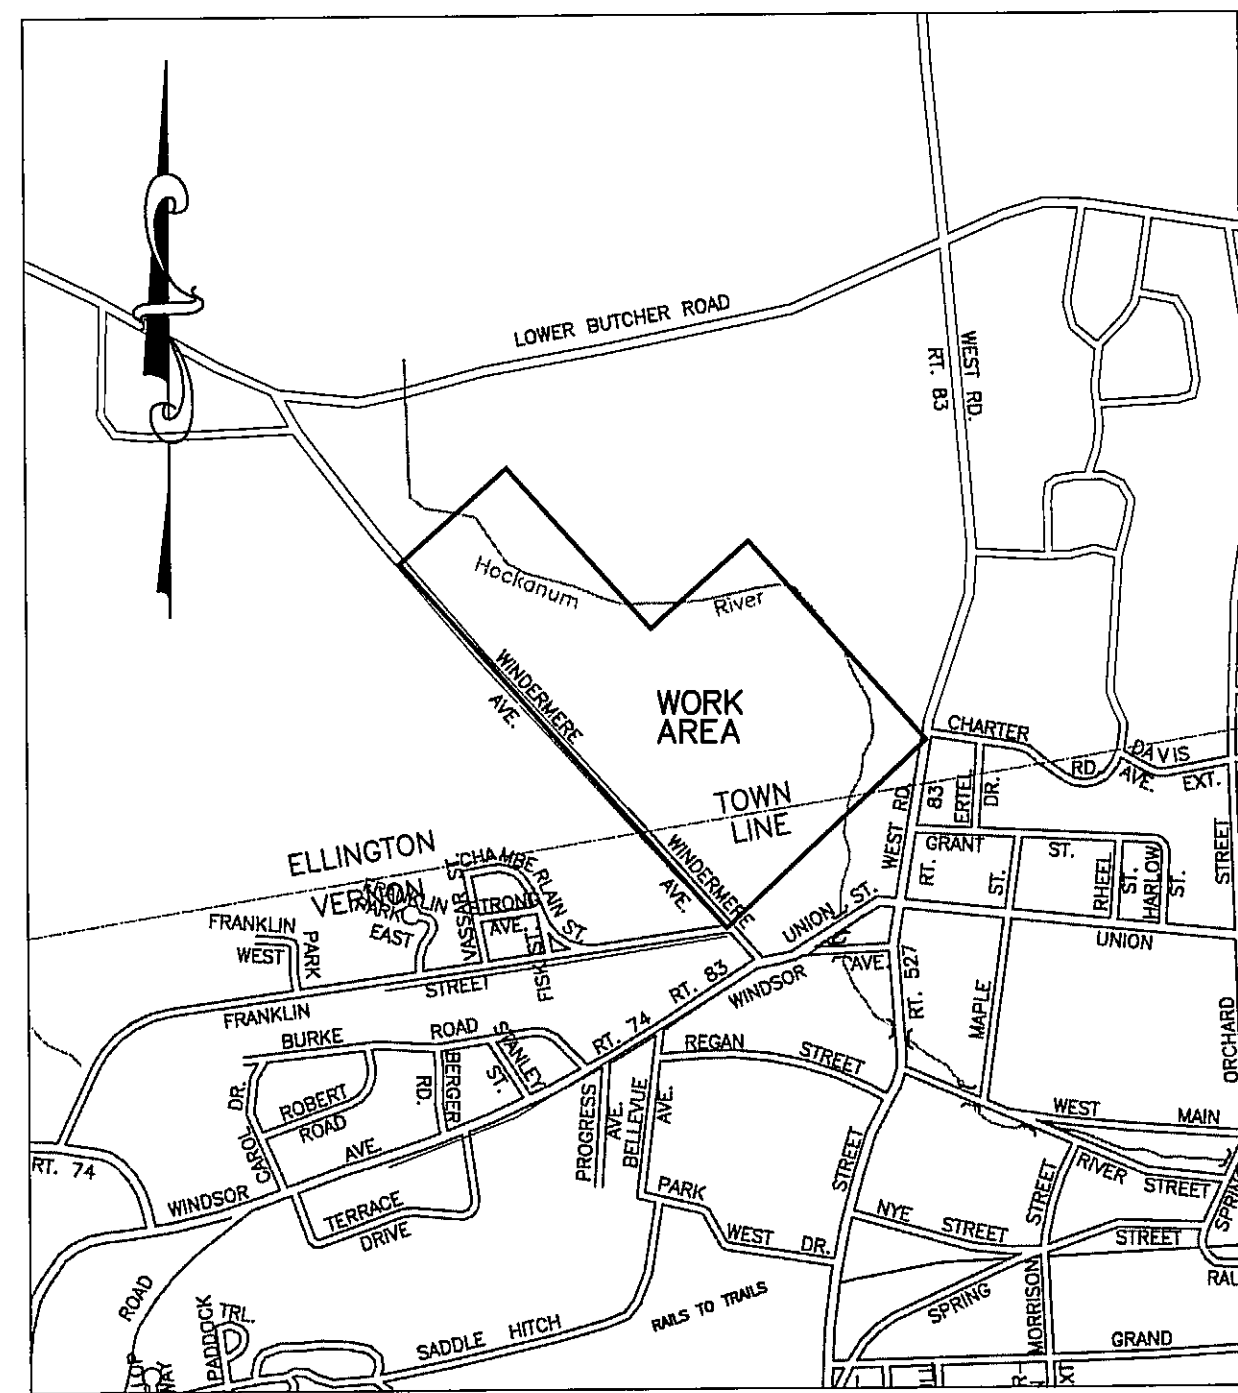 LOWER BUTCHER ROAD
WEST RD.
RT. 83
Hockanum
River
WINDERMERE
AVE.
WORK
AREA
TOWN
LINE
CHARTER
RD.
DAVIS
AVE.
EXT.
WEST RD.
RT. 83
ERTEL
DR.
GRANT
ST.
RHEEL
ST.
HARLOW
ST.
STREET
ELLINGTON
VERNON
WINDERMERE
AVE.
CHAMBERLAIN ST.
VASSAR ST.
STRONG
AVE.
FISK ST.
FRANKLIN
PARK
EAST
FRANKLIN
PARK
WEST
UNION ST.
ST.
UNION
FRANKLIN
STREET
RT. 83
WINDSOR
AVE.
RT. 527
MAPLE
ORCHARD
BURKE
ROAD
STANLEY
ST.
RT. 74
REGAN
STREET
BERGER
RD.
CAROL
DR.
ROBERT
ROAD
PROGRESS
AVE.
BELLEVUE
AVE.
WEST
MAIN
RT. 74
WINDSOR
AVE.
RIVER
STREET
STREET
STREET
TERRACE
DRIVE
PARK
WEST
DR.
NYE
STREET
STREET
ROAD
PADDOCK
TRL.
SADDLE HITCH
RAILS TO TRAILS
SPRING
MORRISON
GRAND
WAY